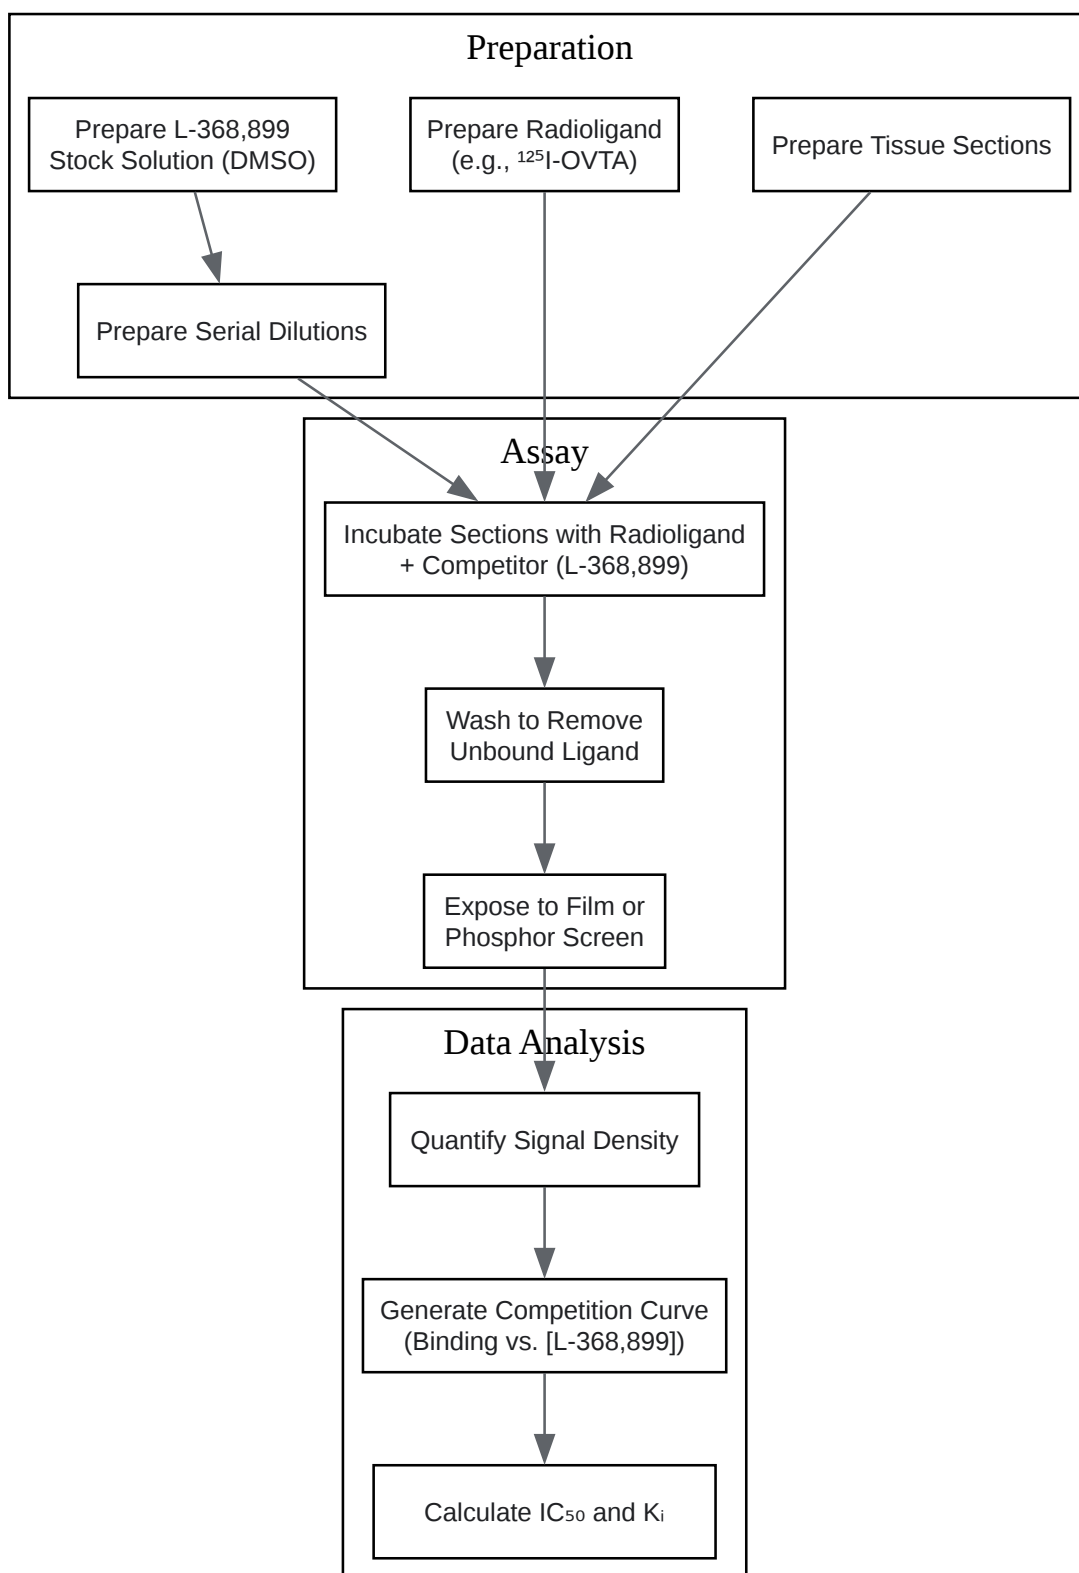 Preparation
Prepare L-368,899
Stock Solution (DMSO)
Prepare Radioligand
(e.g., ¹²⁵I-OVTA)
Prepare Tissue Sections
Prepare Serial Dilutions
Assay
Incubate Sections with Radioligand
+ Competitor (L-368,899)
Wash to Remove
Unbound Ligand
Expose to Film or
Phosphor Screen
Data Analysis
Quantify Signal Density
Generate Competition Curve
(Binding vs. [L-368,899])
Calculate IC₅₀ and Kᵢ